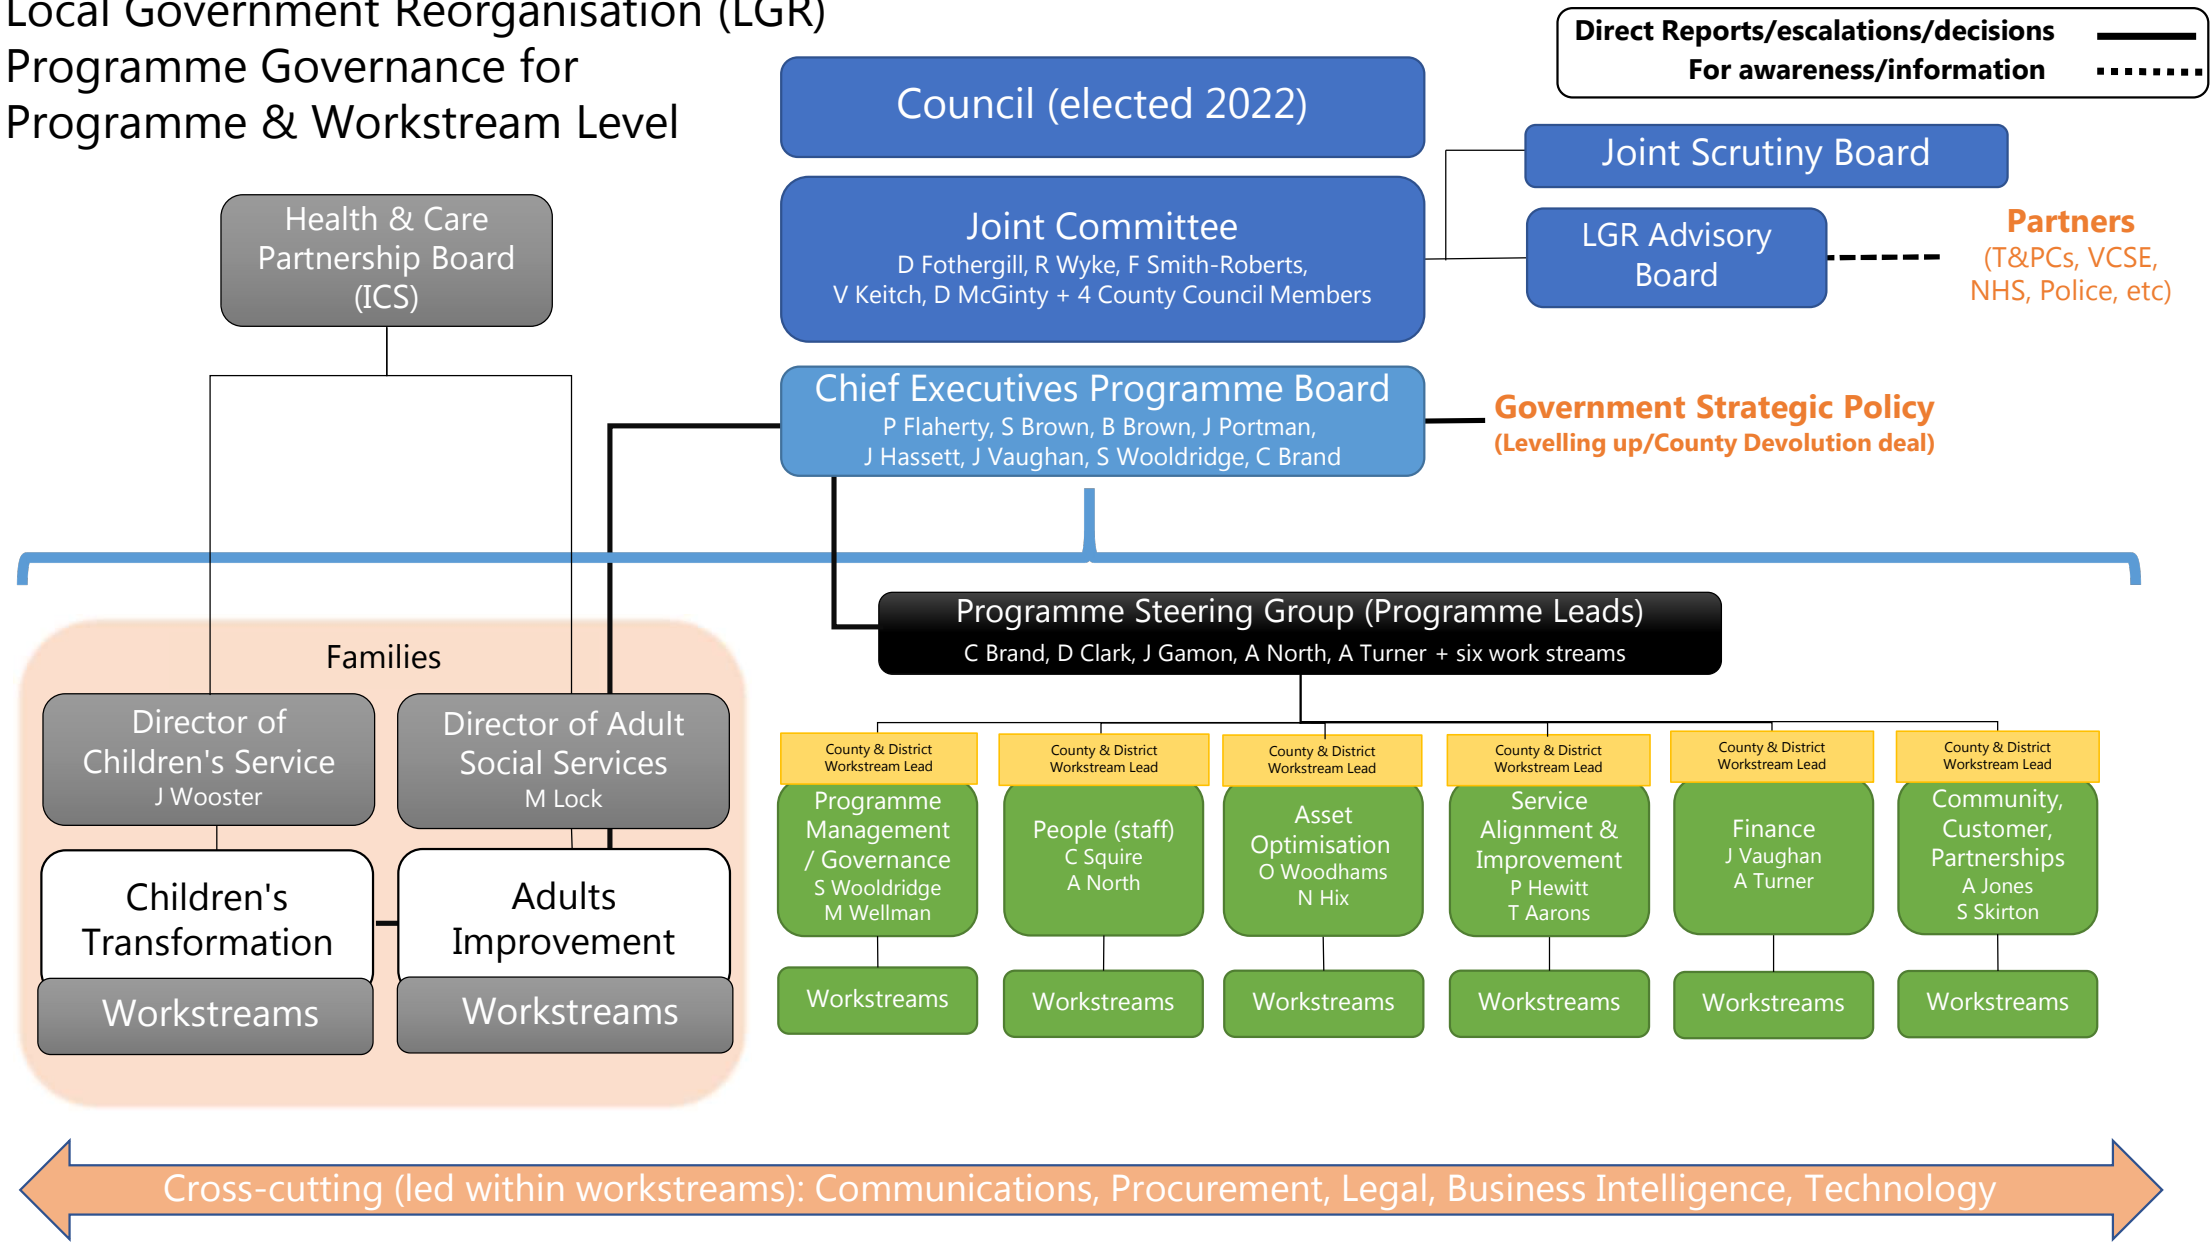 Local Government Reorganisation (LGR)
Programme Governance for
Programme & Workstream Level
Direct Reports/escalations/decisions
For awareness/information
Council (elected 2022)
Joint Scrutiny Board
Health & Care
Partnership Board
(ICS)
Joint Committee
D Fothergill, R Wyke, F Smith-Roberts,
V Keitch, D McGinty + 4 County Council Members
LGR Advisory
Board
Partners
(T&PCs, VCSE,
NHS, Police, etc)
Chief Executives Programme Board
P Flaherty, S Brown, B Brown, J Portman,
J Hassett, J Vaughan, S Wooldridge, C Brand
Government Strategic Policy
(Levelling up/County Devolution deal)
Programme Steering Group (Programme Leads)
C Brand, D Clark, J Gamon, A North, A Turner + six work streams
Families
Director of
Children's Service
J Wooster
Director of Adult
Social Services
M Lock
Children's
Transformation
Workstreams
Adults
Improvement
Workstreams
County & District
Workstream Lead
Programme
Management
/ Governance
S Wooldridge
M Wellman
Workstreams
County & District
Workstream Lead
People (staff)
C Squire
A North
Workstreams
County & District
Workstream Lead
Asset
Optimisation
O Woodhams
N Hix
Workstreams
County & District
Workstream Lead
Service
Alignment &
Improvement
P Hewitt
T Aarons
Workstreams
County & District
Workstream Lead
Finance
J Vaughan
A Turner
Workstreams
County & District
Workstream Lead
Community,
Customer,
Partnerships
A Jones
S Skirton
Workstreams
Cross-cutting (led within workstreams): Communications, Procurement, Legal, Business Intelligence, Technology